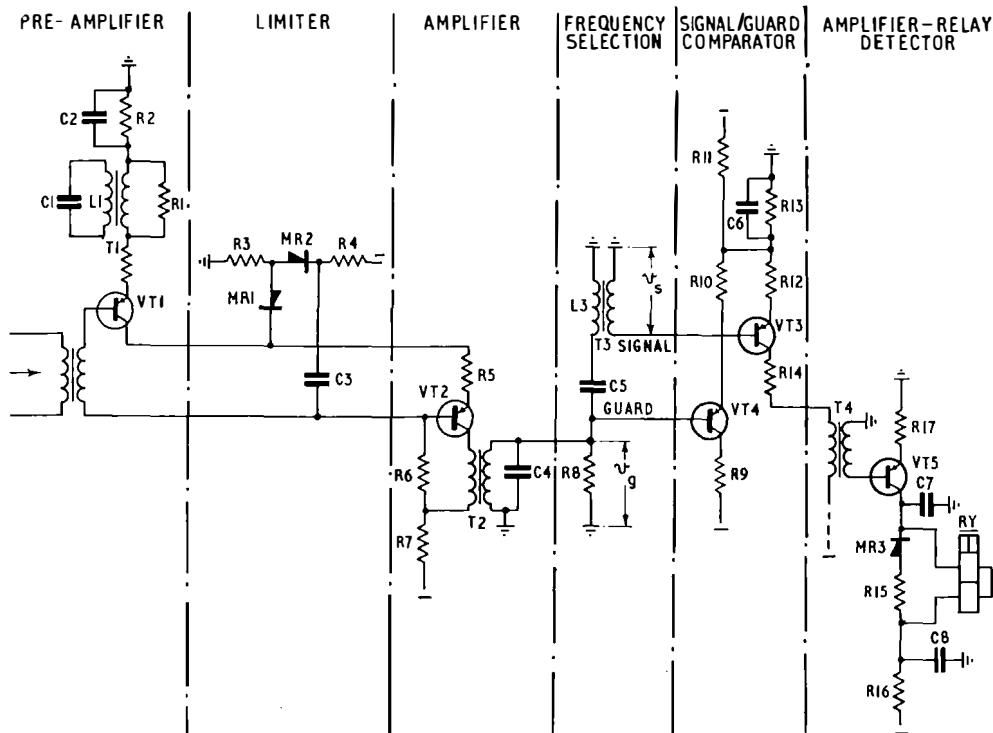 PRE-AMPLIFIER
LIMITER
AMPLIFIER
FREQUENCY
SELECTION
SIGNAL/GUARD
COMPARATOR
AMPLIFIER-RELAY
DETECTOR
C2
R2
C1
L1
R1
T1
VT1
R3
MR2
R4
MR1
C3
R5
VT2
R6
R7
T2
C4
L3
T3
vs
SIGNAL
C5
GUARD
R8
vg
R11
C6
R13
R10
R12
VT3
R14
VT4
R9
T4
R17
VT5
C7
RY
MR3
R15
C8
R16